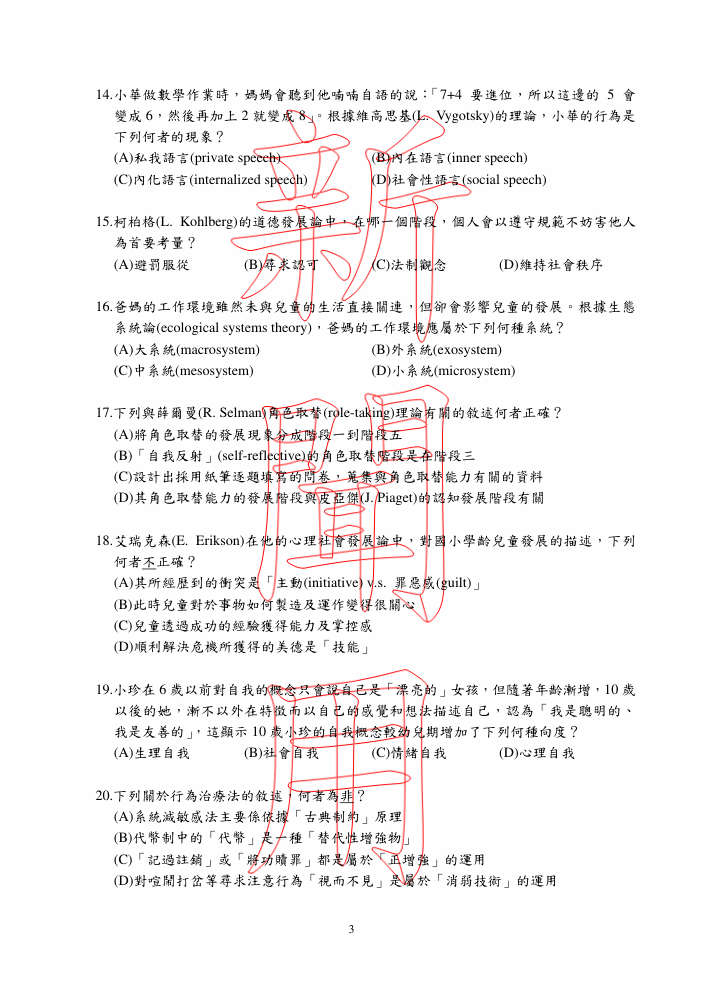 14.小華做數學作業時，媽媽會聽到他喃喃自語的說：「7+4 要進位，所以這邊的 5 會
變成 6，然後再加上 2 就變成 8」。根據維高思基(L. Vygotsky)的理論，小華的行為是
下列何者的現象？
(A)私我語言(private speech) (B)內在語言(inner speech)
(C)內化語言(internalized speech) (D)社會性語言(social speech)
15.柯柏格(L. Kohlberg)的道德發展論中，在哪一個階段，個人會以遵守規範不妨害他人
為首要考量？
(A)避罰服從 (B)尋求認可 (C)法制觀念 (D)維持社會秩序
16.爸媽的工作環境雖然未與兒童的生活直接關連，但卻會影響兒童的發展。根據生態
系統論(ecological systems theory)，爸媽的工作環境應屬於下列何種系統？
(A)大系統(macrosystem) (B)外系統(exosystem)
(C)中系統(mesosystem) (D)小系統(microsystem)
17.下列與薛爾曼(R. Selman)角色取替(role-taking)理論有關的敘述何者正確？
(A)將角色取替的發展現象分成階段一到階段五
(B)「自我反射」(self-reflective)的角色取替階段是在階段三
(C)設計出採用紙筆逐題填寫的問卷，蒐集與角色取替能力有關的資料
(D)其角色取替能力的發展階段與皮亞傑(J. Piaget)的認知發展階段有關
18.艾瑞克森(E. Erikson)在他的心理社會發展論中，對國小學齡兒童發展的描述，下列
何者不正確？
(A)其所經歷到的衝突是「主動(initiative) v.s. 罪惡感(guilt)」
(B)此時兒童對於事物如何製造及運作變得很關心
(C)兒童透過成功的經驗獲得能力及掌控感
(D)順利解決危機所獲得的美德是「技能」
19.小珍在 6 歲以前對自我的概念只會說自己是「漂亮的」女孩，但隨著年齡漸增，10 歲
以後的她，漸不以外在特徵而以自己的感覺和想法描述自己，認為「我是聰明的、
我是友善的」，這顯示 10 歲小珍的自我概念較幼兒期增加了下列何種向度？
(A)生理自我 (B)社會自我 (C)情緒自我 (D)心理自我
20.下列關於行為治療法的敘述，何者為非？
(A)系統減敏感法主要係依據「古典制約」原理
(B)代幣制中的「代幣」是一種「替代性增強物」
(C)「記過註銷」或「將功贖罪」都是屬於「正增強」的運用
(D)對喧鬧打岔等尋求注意行為「視而不見」是屬於「消弱技術」的運用
3